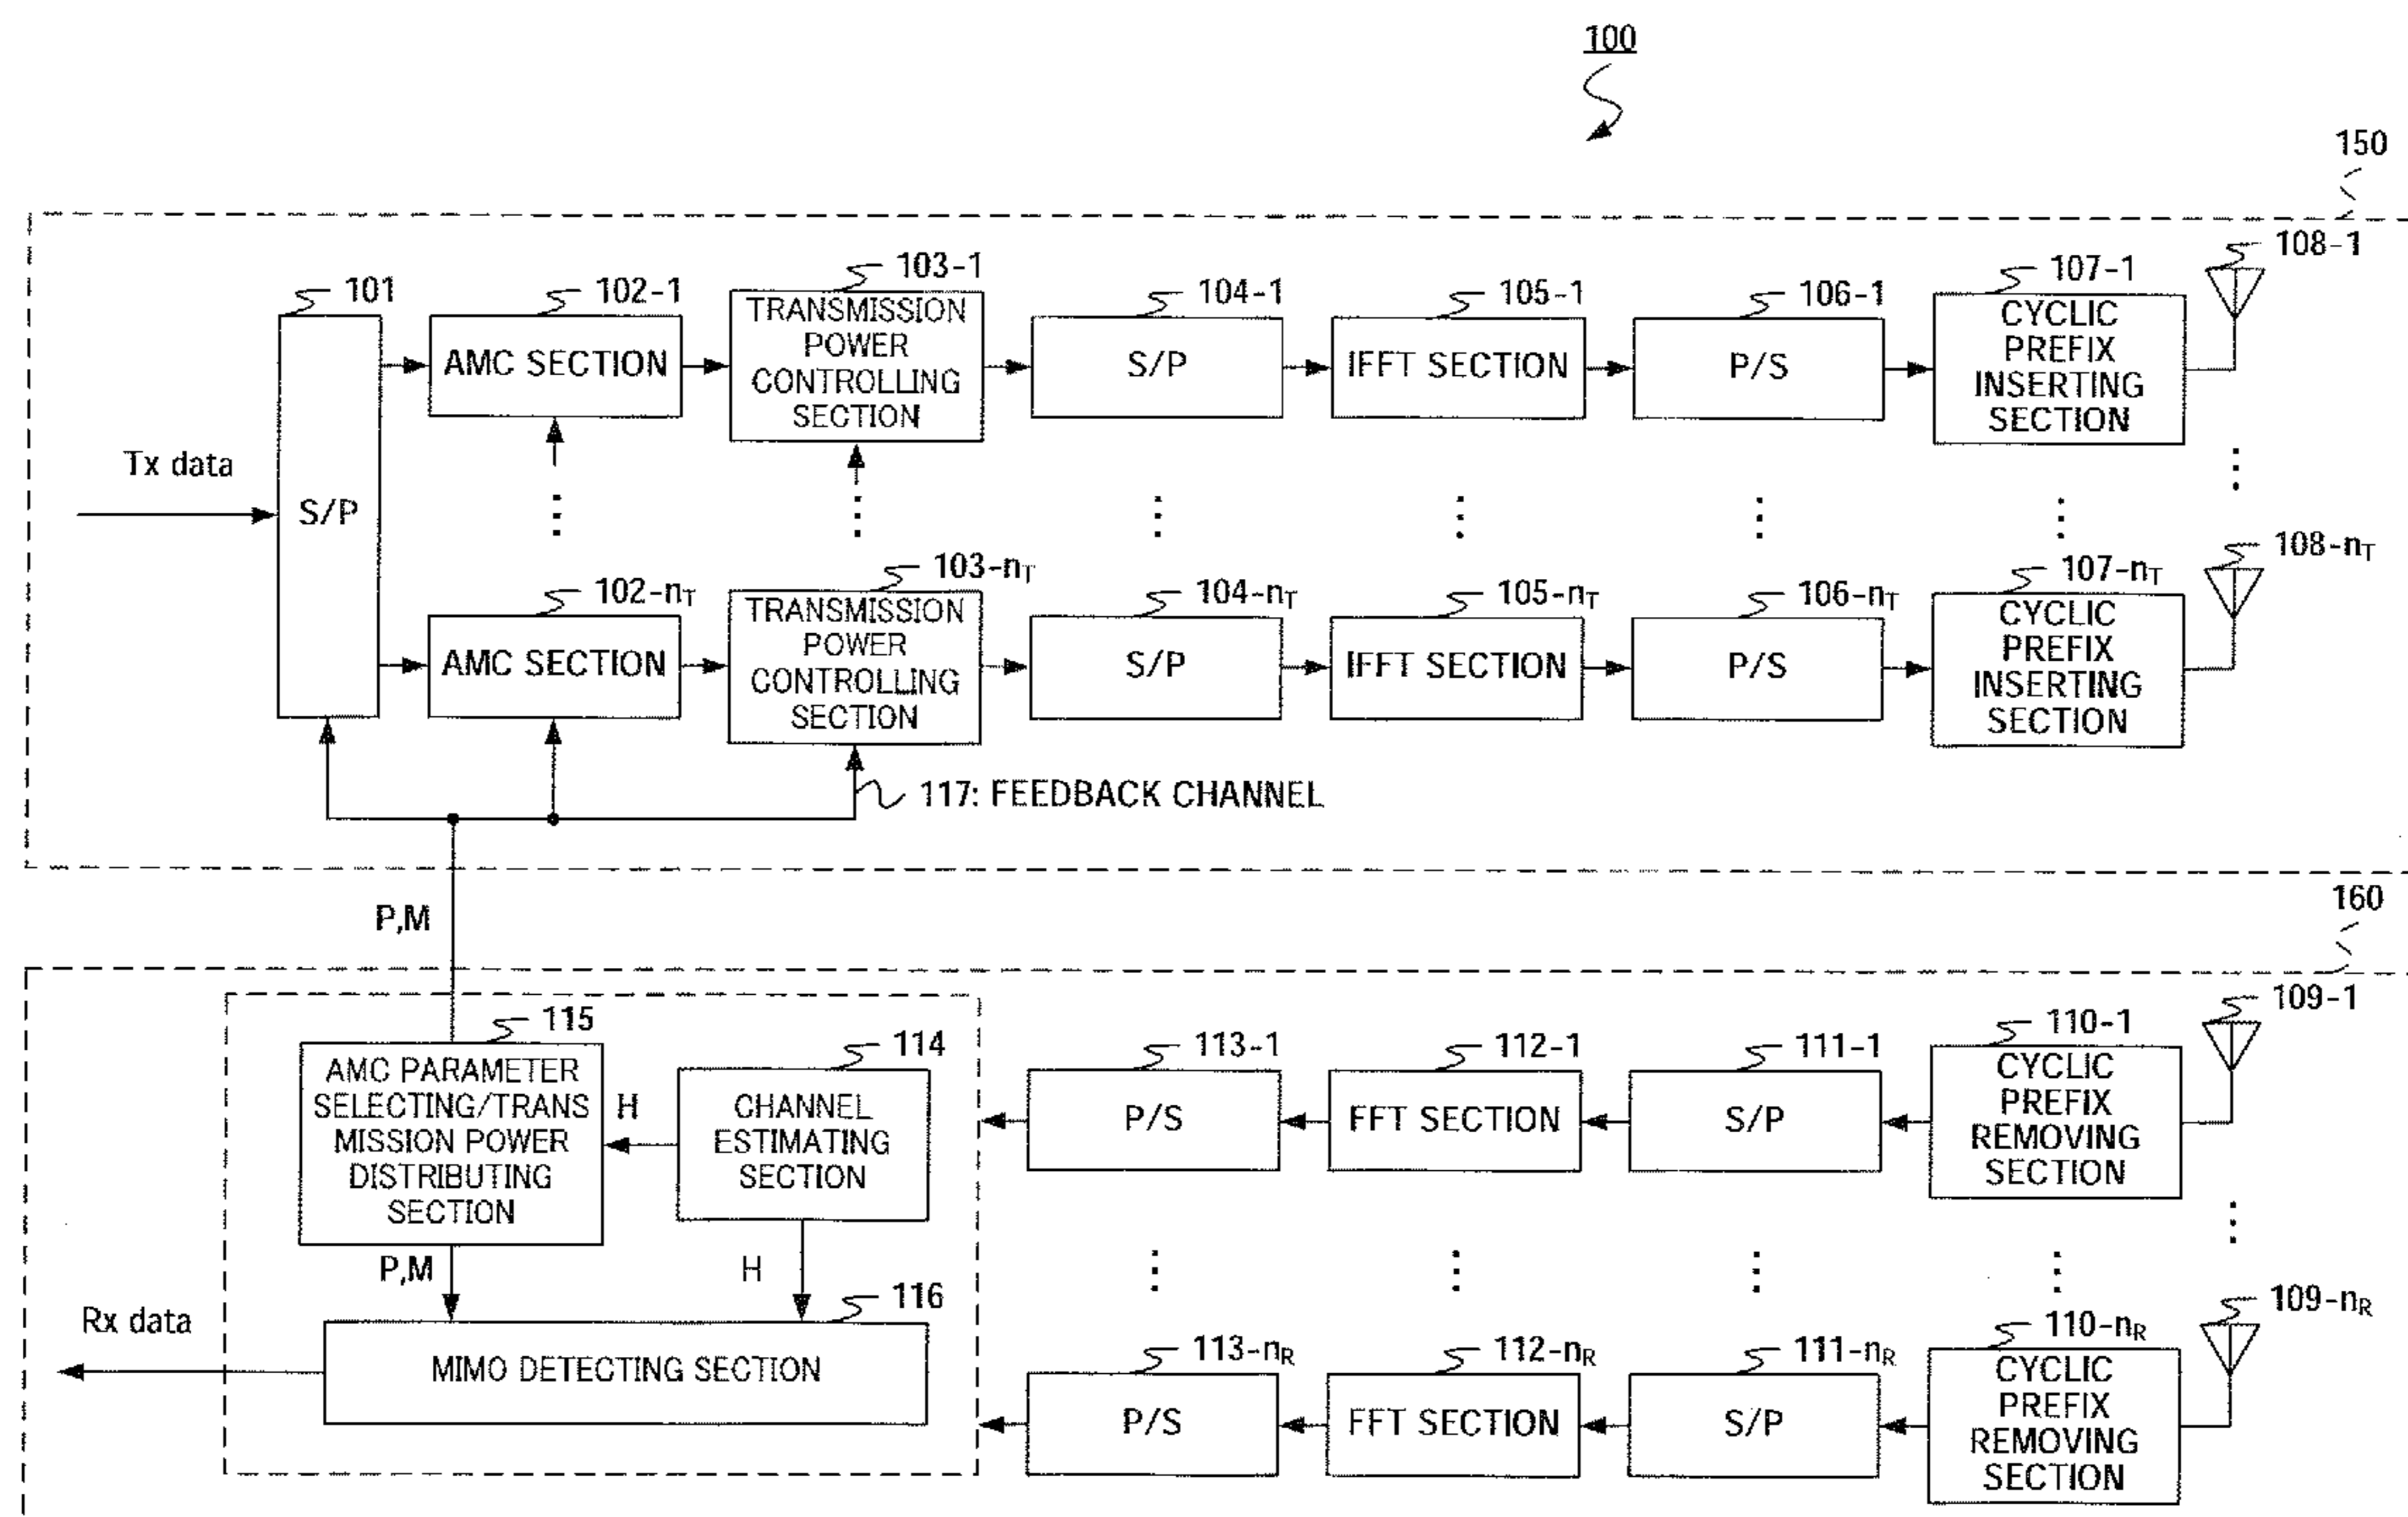 100
150
108-1
101
102-1
103-1
104-1
105-1
106-1
107-1
TRANSMISSION
POWER
CONTROLLING
SECTION
CYCLIC
PREFIX
INSERTING
SECTION
AMC SECTION
S/P
IFFT SECTION
P/S
Tx data
S/P
108-nT
102-nT
103-nT
104-nT
105-nT
106-nT
107-nT
TRANSMISSION
POWER
CONTROLLING
SECTION
CYCLIC
PREFIX
INSERTING
SECTION
AMC SECTION
S/P
IFFT SECTION
P/S
117: FEEDBACK CHANNEL
P,M
160
109-1
115
114
113-1
112-1
111-1
110-1
AMC PARAMETER
SELECTING/TRANS
MISSION POWER
DISTRIBUTING
SECTION
H
CHANNEL
ESTIMATING
SECTION
P/S
FFT SECTION
S/P
CYCLIC
PREFIX
REMOVING
SECTION
P,M
H
116
Rx data
MIMO DETECTING SECTION
113-nR
112-nR
111-nR
110-nR
109-nR
P/S
FFT SECTION
S/P
CYCLIC
PREFIX
REMOVING
SECTION